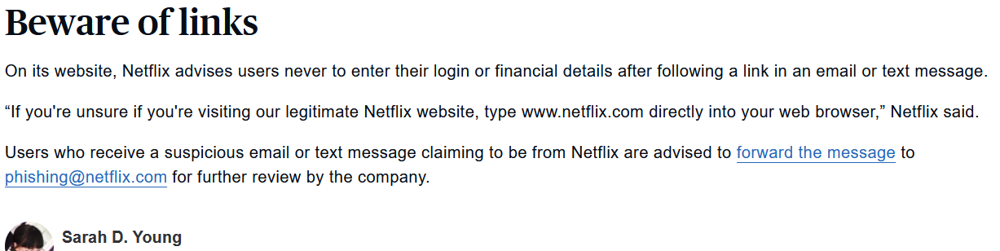 Beware of links
On its website, Netflix advises users never to enter their login or financial details after following a link in an email or text message.
“If you're unsure if you're visiting our legitimate Netflix website, type www.netflix.com directly into your web browser,” Netflix said.
Users who receive a suspicious email or text message claiming to be from Netflix are advised to forward the message to
phishing@netflix.com for further review by the company.
Sarah D. Young